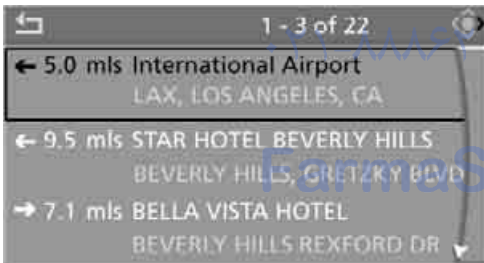 1 - 3 of 22
← 5.0 mls International Airport
LAX, LOS ANGELES, CA
← 9.5 mls STAR HOTEL BEVERLY HILLS
BEVERLY HILLS, GRETZKY BLVD
→ 7.1 mls BELLA VISTA HOTEL
BEVERLY HILLS REXFORD DR